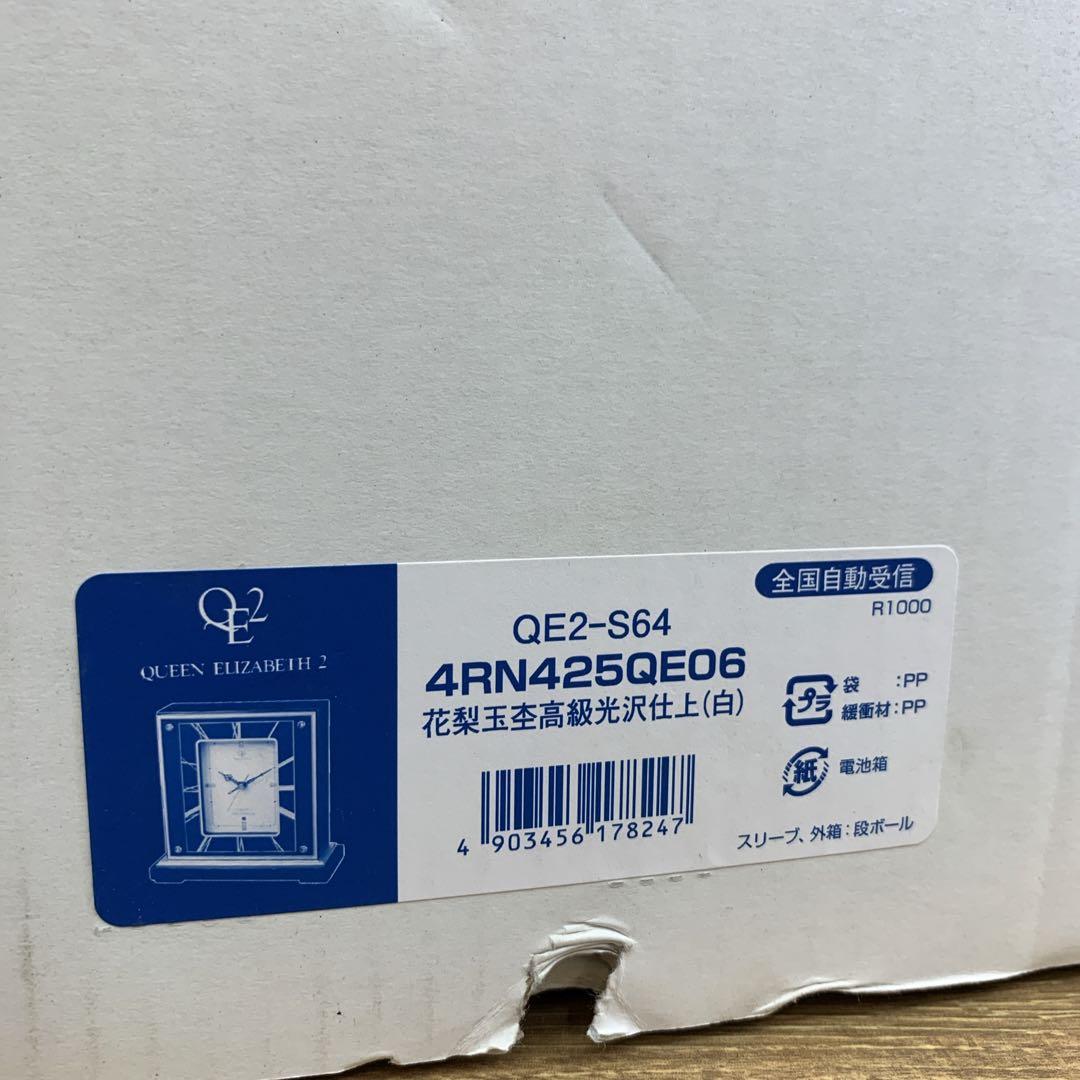 QE2
QUEEN ELIZABETH 2
全国自動受信
R1000
QE2-S64
4RN425QE06
花梨玉杢高級光沢仕上(白)
4 903456 178247
プラ
袋 :PP
緩衝材:PP
紙
電池箱
スリーブ、外箱:段ボール